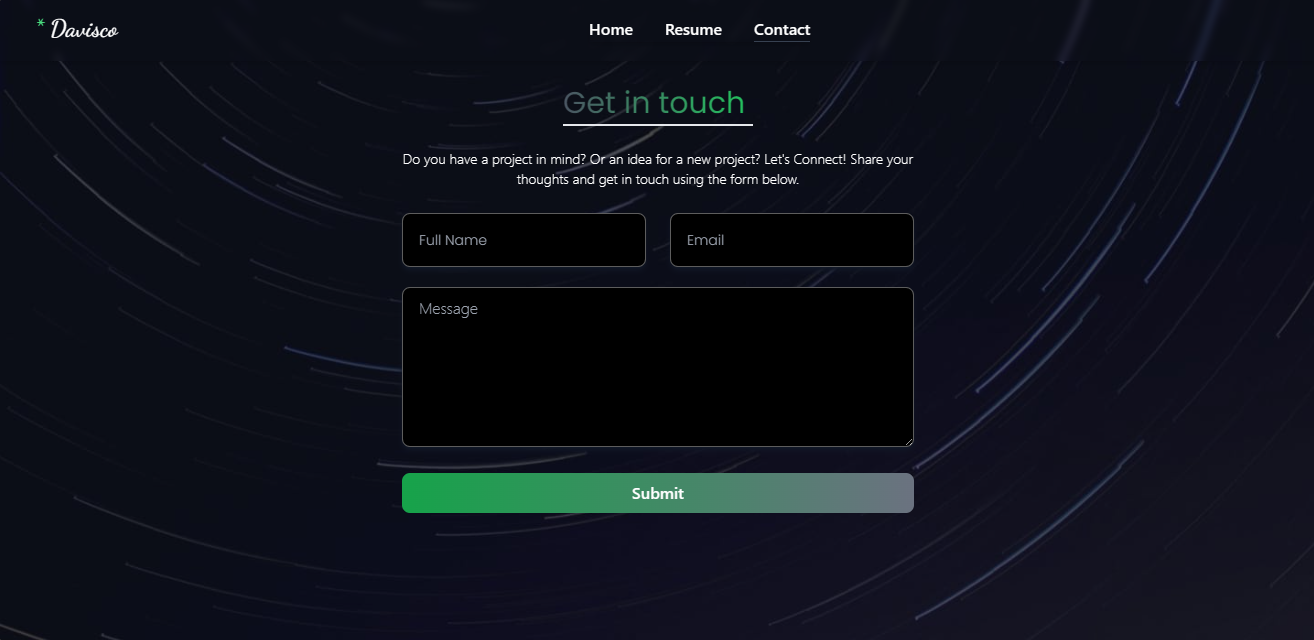 * Davisco
Home Resume Contact
Get in touch
Do you have a project in mind? Or an idea for a new project? Let's Connect! Share your
thoughts and get in touch using the form below.
Full Name Email
Message
Submit